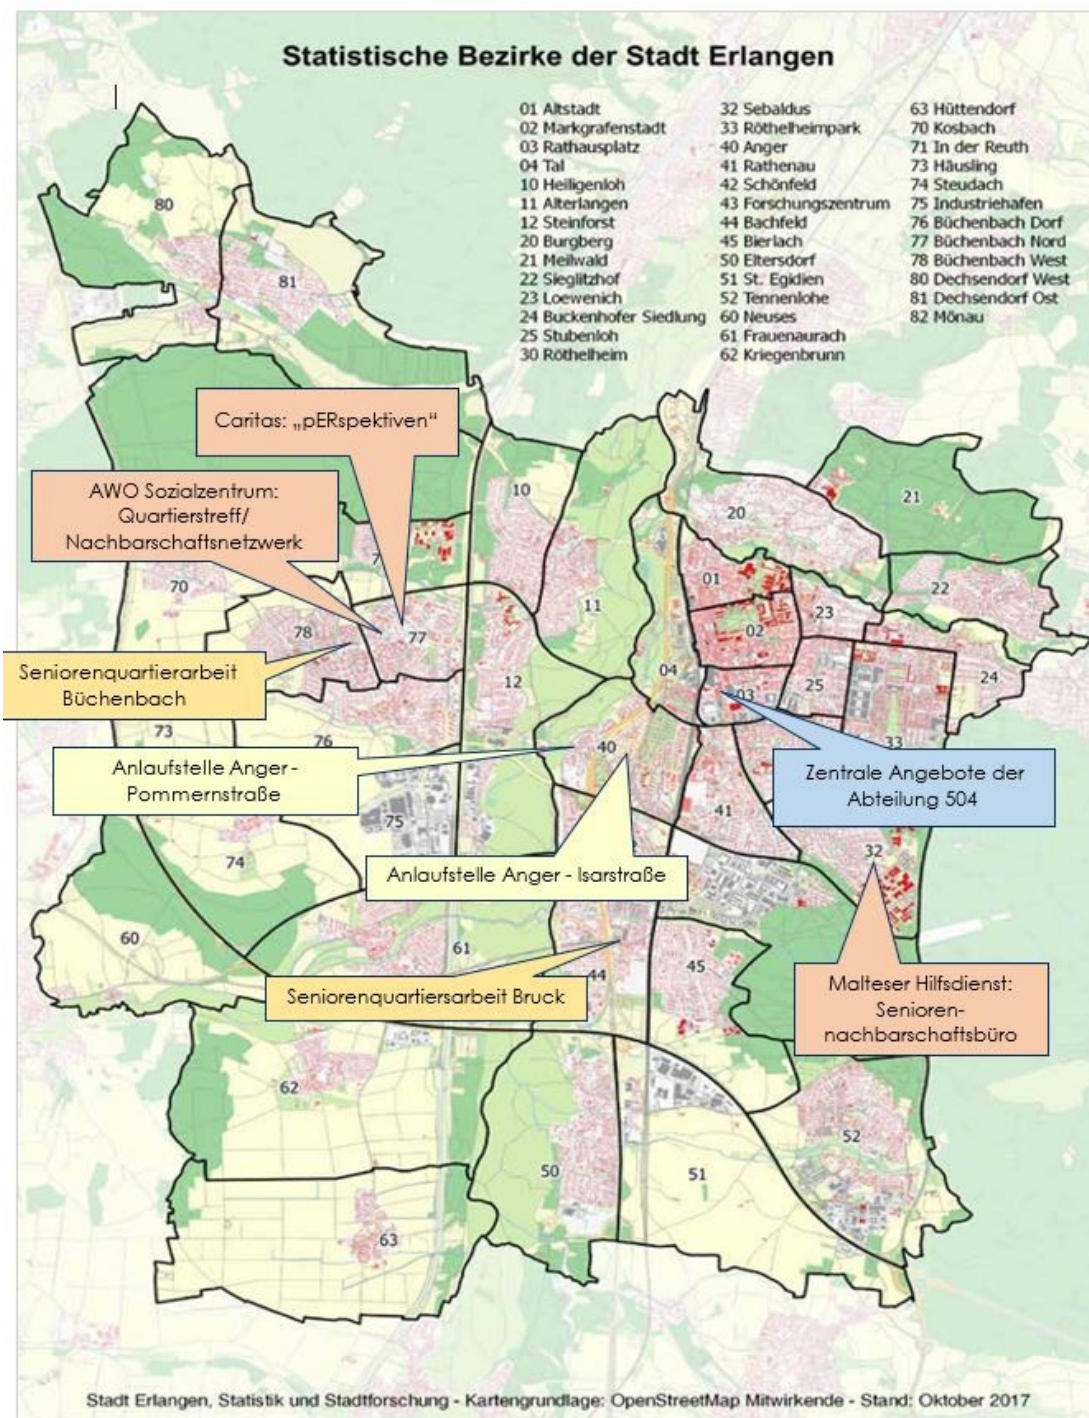 Statistische Bezirke der Stadt Erlangen
01 Altstadt
02 Markgrafenstadt
03 Rathausplatz
04 Tal
10 Heiligenloh
11 Alterlangen
12 Steinforst
20 Burgberg
21 Meilwald
22 Sieglitzhof
23 Loewenich
24 Buckenhofer Siedlung
25 Stubenloh
30 Röthelheim
32 Sebaldus
33 Röthelheimpark
40 Anger
41 Rathenau
42 Schönfeld
43 Forschungszentrum
44 Bachfeld
45 Bierlach
50 Eltersdorf
51 St. Egidien
52 Tennenlohe
60 Neuses
61 Frauenaurach
62 Kriegenbrunn
63 Hüttendorf
70 Kosbach
71 In der Reuth
73 Häusling
74 Steudach
75 Industriehafen
76 Büchenbach Dorf
77 Büchenbach Nord
78 Büchenbach West
80 Dechsendorf West
81 Dechsendorf Ost
82 Mönau
80
81
Caritas: „pERspektiven“
AWO Sozialzentrum:
Quartierstreff/
Nachbarschaftsnetzwerk
10
20
21
70
01
22
11
23
78
77
02
Seniorenquartierarbeit
Büchenbach
12
04
03
25
24
73
76
40
33
Anlaufstelle Anger -
Pommernstraße
Zentrale Angebote der
Abteilung 504
75
41
74
Anlaufstelle Anger - Isarstraße
32
60
61
45
44
Seniorenquartiersarbeit Bruck
Malteser Hilfsdienst:
Senioren-
nachbarschaftsbüro
62
52
50
51
63
Stadt Erlangen, Statistik und Stadtforschung - Kartengrundlage: OpenStreetMap Mitwirkende - Stand: Oktober 2017